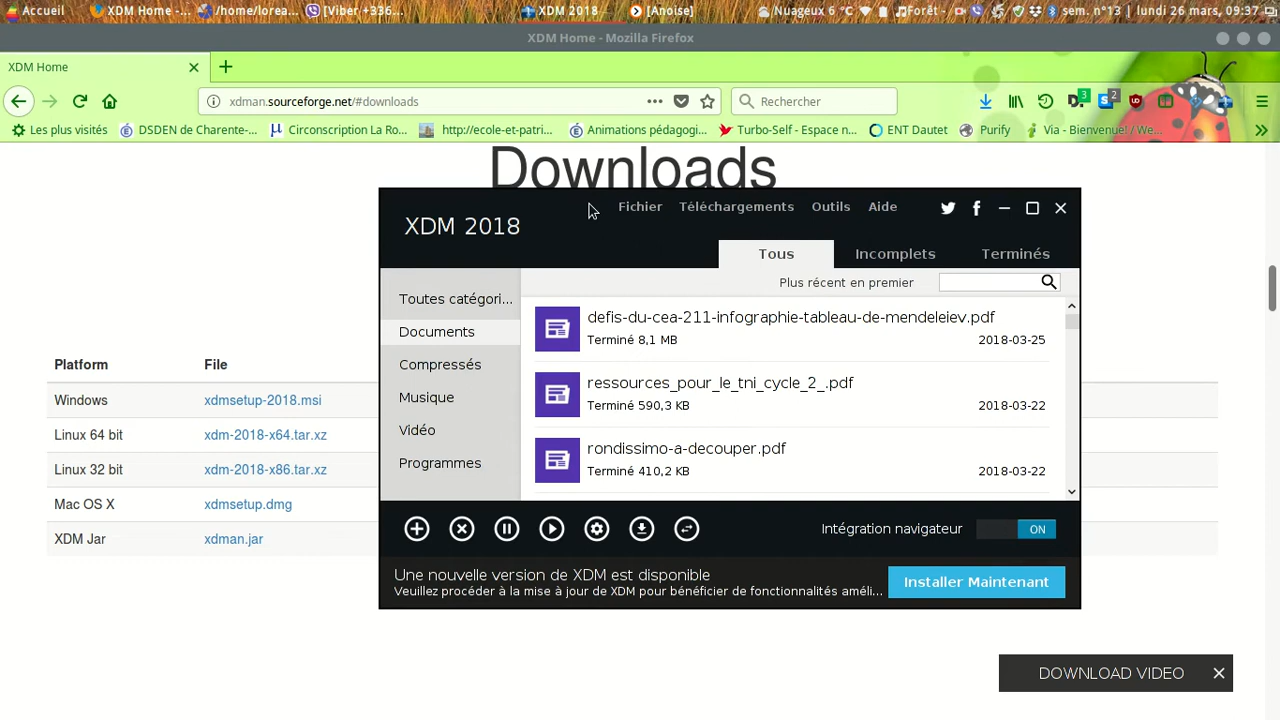 Accueil XDM Home -... /home/lorea... [Viber +336... XDM 2018 [Anoise] Nuageux 6 °C ♫Forêt - sem. n°13 | lundi 26 mars, 09:37
XDM Home - Mozilla Firefox
XDM Home
xdman.sourceforge.net/#downloads Rechercher 3 2
Les plus visités DSDEN de Charente-... Circonscription La Ro... http://ecole-et-patri... Animations pédagogi... Turbo-Self - Espace n... ENT Dautet Purify Via - Bienvenue! / We...
Downloads
XDM 2018
Fichier Téléchargements Outils Aide
Tous Incomplets Terminés
Plus récent en premier
Toutes catégori...
Documents
Compressés
Musique
Vidéo
Programmes
defis-du-cea-211-infographie-tableau-de-mendeleiev.pdf
Terminé 8,1 MB 2018-03-25
ressources_pour_le_tni_cycle_2_.pdf
Terminé 590,3 KB 2018-03-22
rondissimo-a-decouper.pdf
Terminé 410,2 KB 2018-03-22
Intégration navigateur ON
Une nouvelle version de XDM est disponible
Veuillez procéder à la mise à jour de XDM pour bénéficier de fonctionalités améli...
Installer Maintenant
Platform File
Windows xdmsetup-2018.msi
Linux 64 bit xdm-2018-x64.tar.xz
Linux 32 bit xdm-2018-x86.tar.xz
Mac OS X xdmsetup.dmg
XDM Jar xdman.jar
DOWNLOAD VIDEO